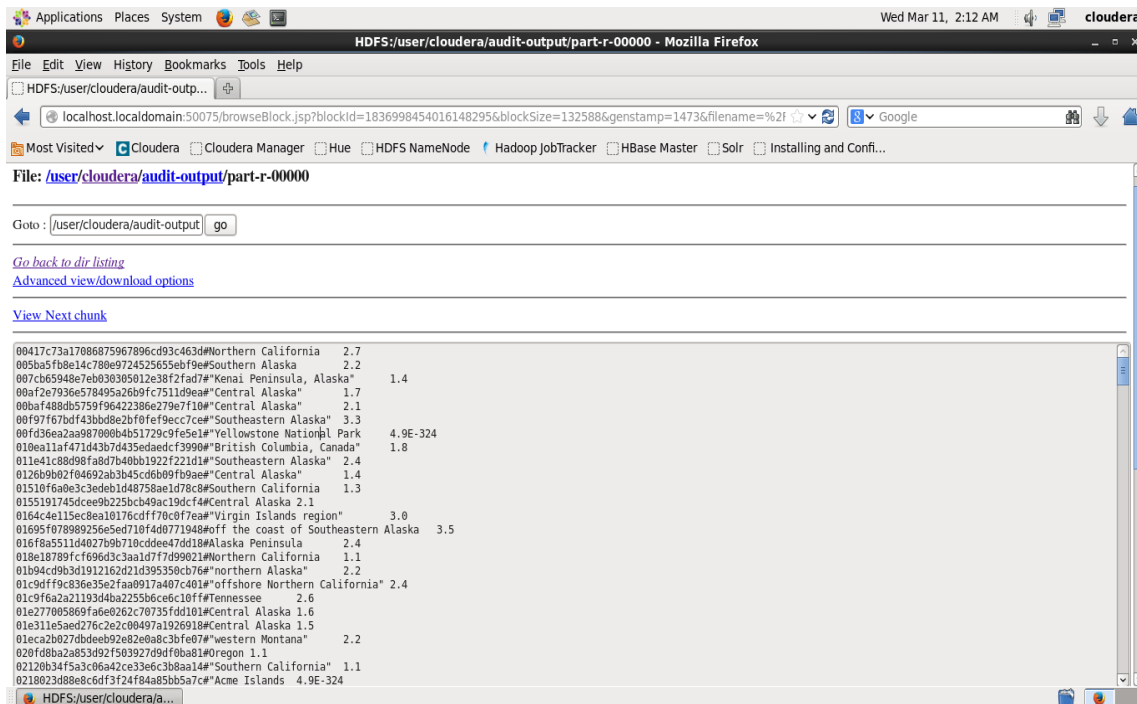 Applications Places System Wed Mar 11, 2:12 AM cloudera
HDFS:/user/cloudera/audit-output/part-r-00000 - Mozilla Firefox
File Edit View History Bookmarks Tools Help
HDFS:/user/cloudera/audit-outp...
localhost.localdomain:50075/browseBlock.jsp?blockId=1836998454016148295&blockSize=132588&genstamp=1473&filename=%2F Google
Most Visited Cloudera Cloudera Manager Hue HDFS NameNode Hadoop JobTracker HBase Master Solr Installing and Confi...
File: /user/cloudera/audit-output/part-r-00000
Goto : /user/cloudera/audit-output go
Go back to dir listing
Advanced view/download options
View Next chunk
00417c73a17086875967896cd93c463d#Northern California 2.7
005ba5fb8e14c780e9724525655ebf9e#Southern Alaska 2.2
007cb65948e7eb030305012e38f2fad7#"Kenai Peninsula, Alaska" 1.4
00af2e7936e578495a26b9fc7511d9ea#"Central Alaska" 1.7
00baf488db5759f96422386e279e7f10#"Central Alaska" 2.1
00f97f67bdf43bbd8e2bf0fef9ecc7ce#"Southeastern Alaska" 3.3
00fd36ea2aa987000b4b51729c9fe5e1#"Yellowstone National Park 4.9E-324
010ea11af471d43b7d435edaedcf3990#"British Columbia, Canada" 1.8
011e41c88d98fa8d7b40bb1922f221d1#"Southeastern Alaska" 2.4
0126b9b02f04692ab3b45cd6b09fb9ae#"Central Alaska" 1.4
01510f6a0e3c3edeb1d48758ae1d78c8#Southern California 1.3
0155191745dcee9b225bcb49ac19dcf4#Central Alaska 2.1
0164c4e115ec8ea10176cdff70c0f7ea#"Virgin Islands region" 3.0
01695f078989256e5ed710f4d0771948#off the coast of Southeastern Alaska 3.5
016f8a5511d4027b9b710cddee47dd18#Alaska Peninsula 2.4
018e18789fcf696d3c3aa1d7f7d99021#Northern California 1.1
01b94cd9b3d1912162d21d395350cb76#"northern Alaska" 2.2
01c9dff9c836e35e2faa0917a407c401#"offshore Northern California" 2.4
01c9f6a2a21193d4ba2255b6ce6c10ff#Tennessee 2.6
01e277005869fa6e0262c70735fdd101#Central Alaska 1.6
01e311e5aed276c2e2c00497a1926918#Central Alaska 1.5
01eca2b027dbdeeb92e82e0a8c3bfe07#"western Montana" 2.2
020fd8ba2a853d92f503927d9df0ba81#Oregon 1.1
02120b34f5a3c06a42ce33e6c3b8aa14#"Southern California" 1.1
0218023d88e8c6df3f24f84a85bb5a7c#"Acme Islands 4.9E-324
HDFS:/user/cloudera/a...